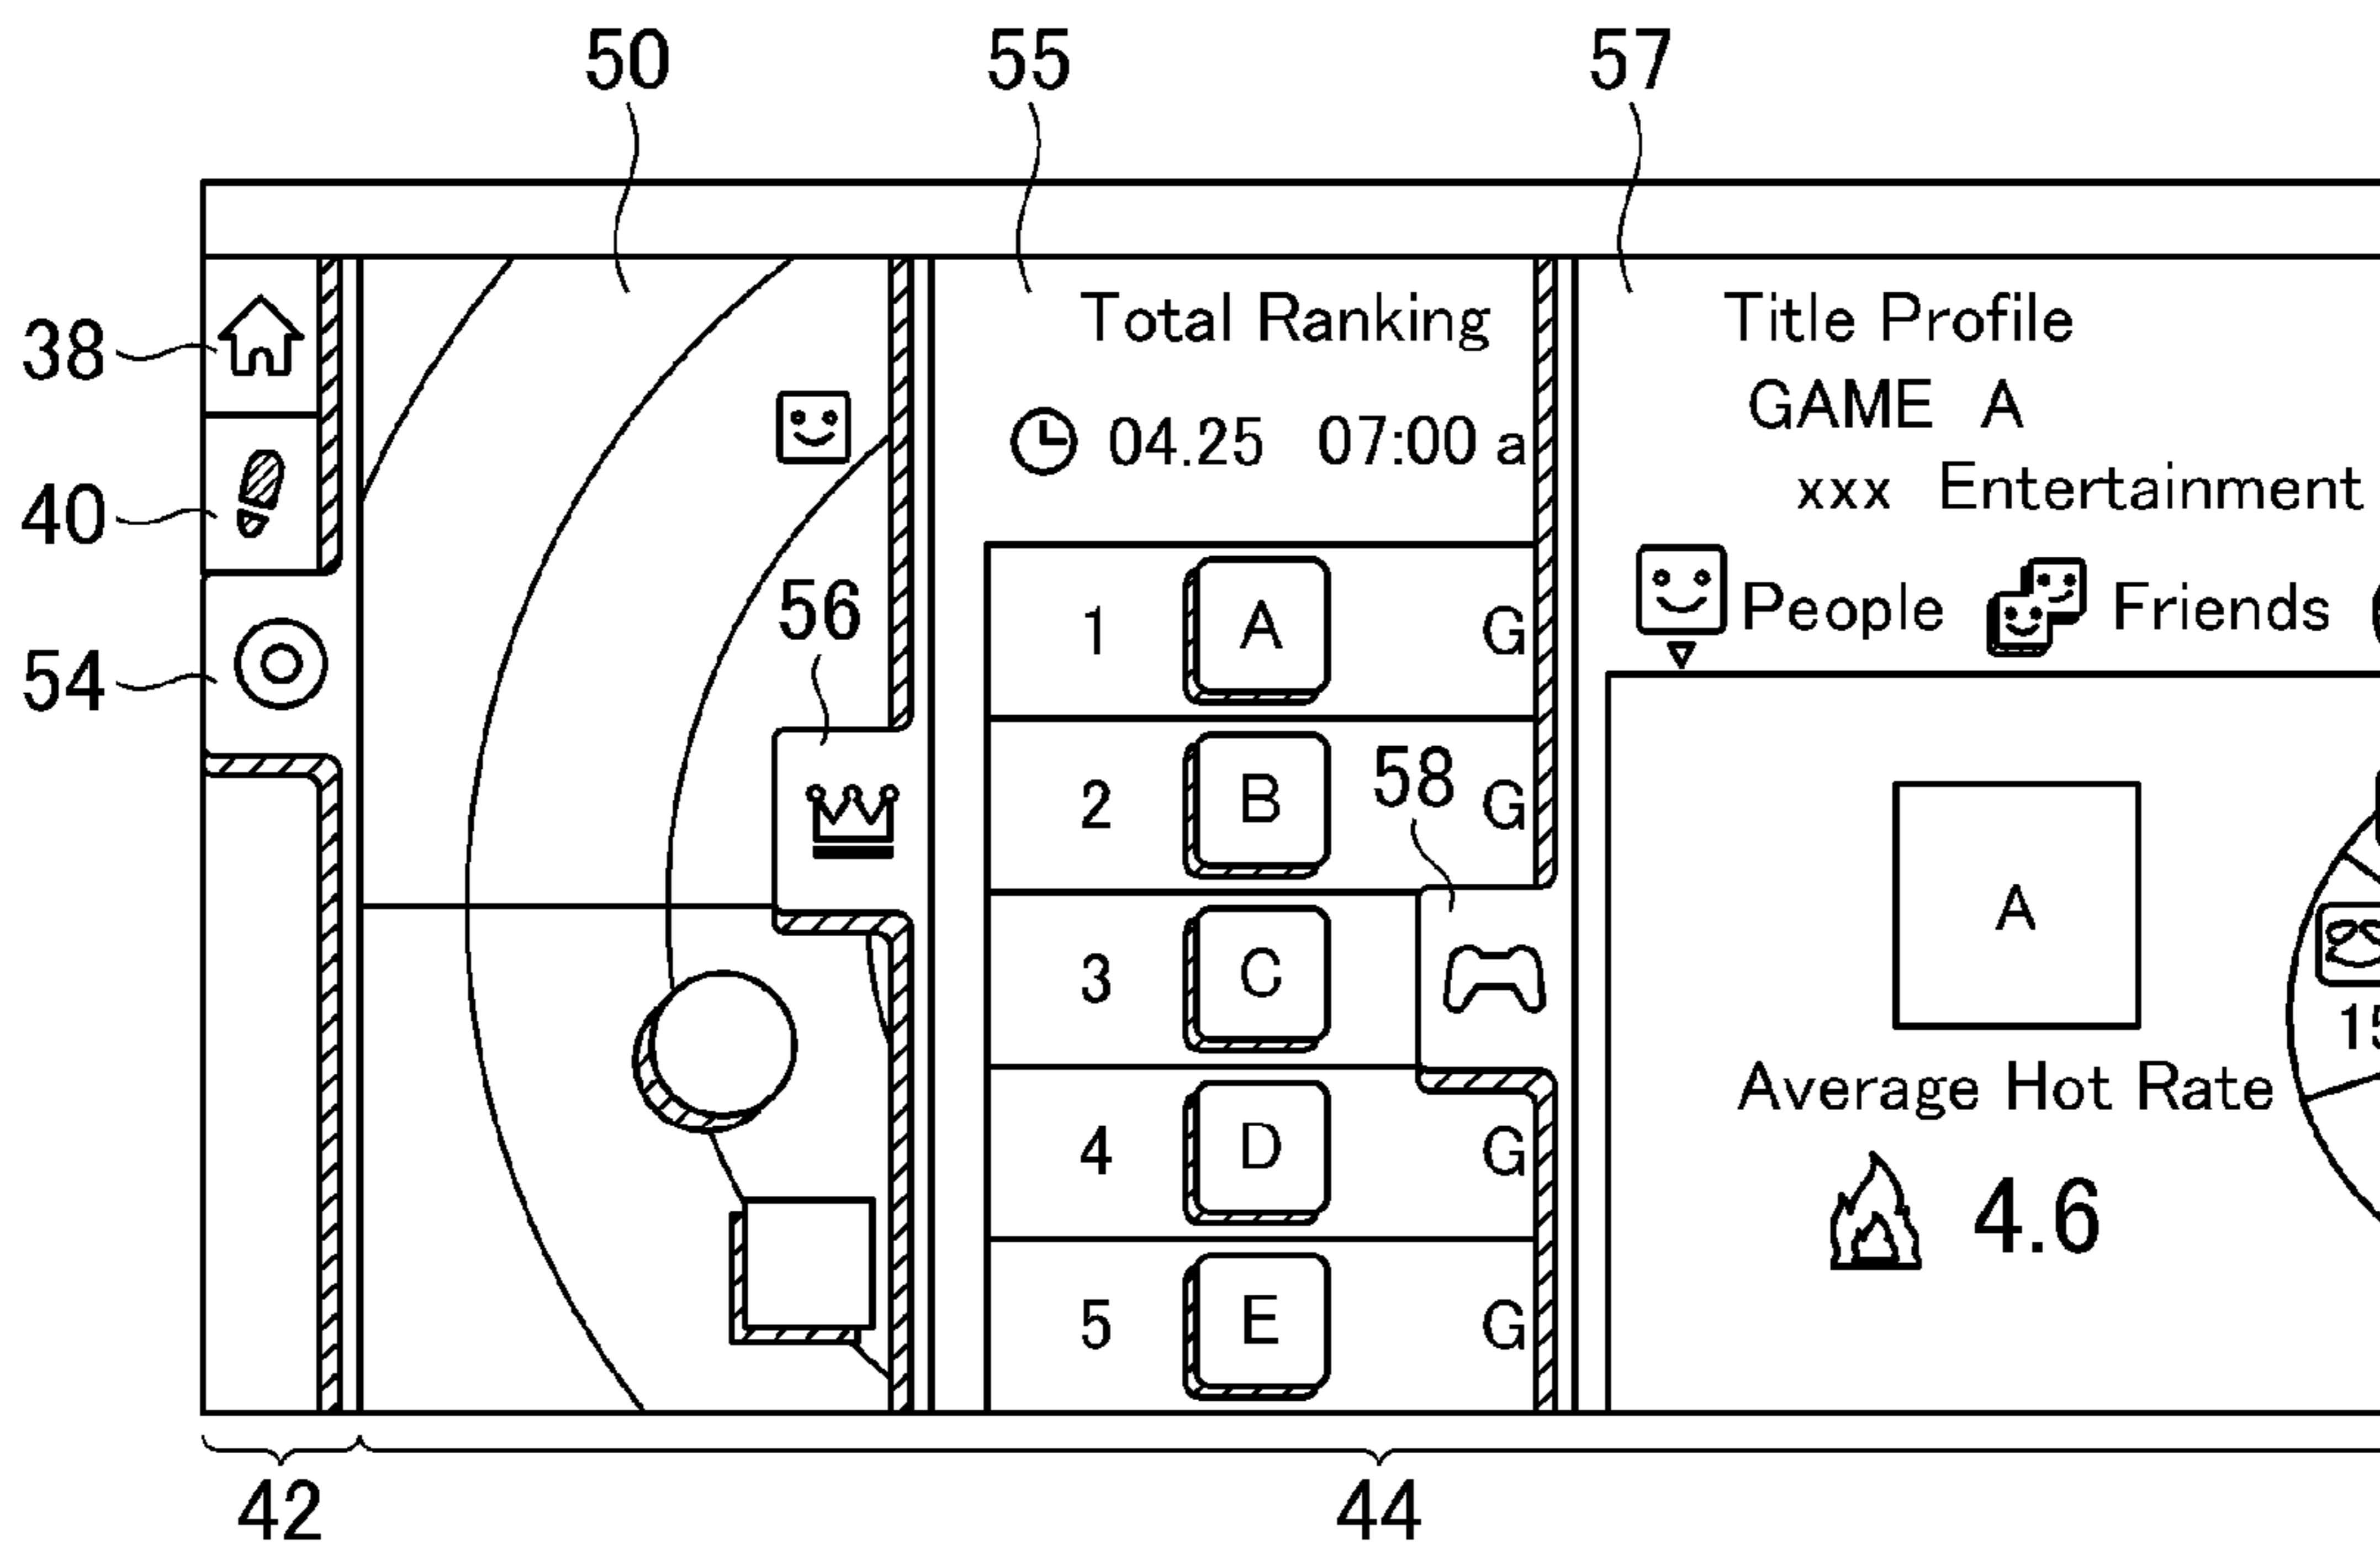 50 55 57
38
40
54
56
58
Total Ranking
04.25 07:00 a
1 A G
2 B G
3 C
4 D G
5 E G
Title Profile
GAME A
xxx Entertainment
People Friends
A
15
Average Hot Rate
4.6
42 44